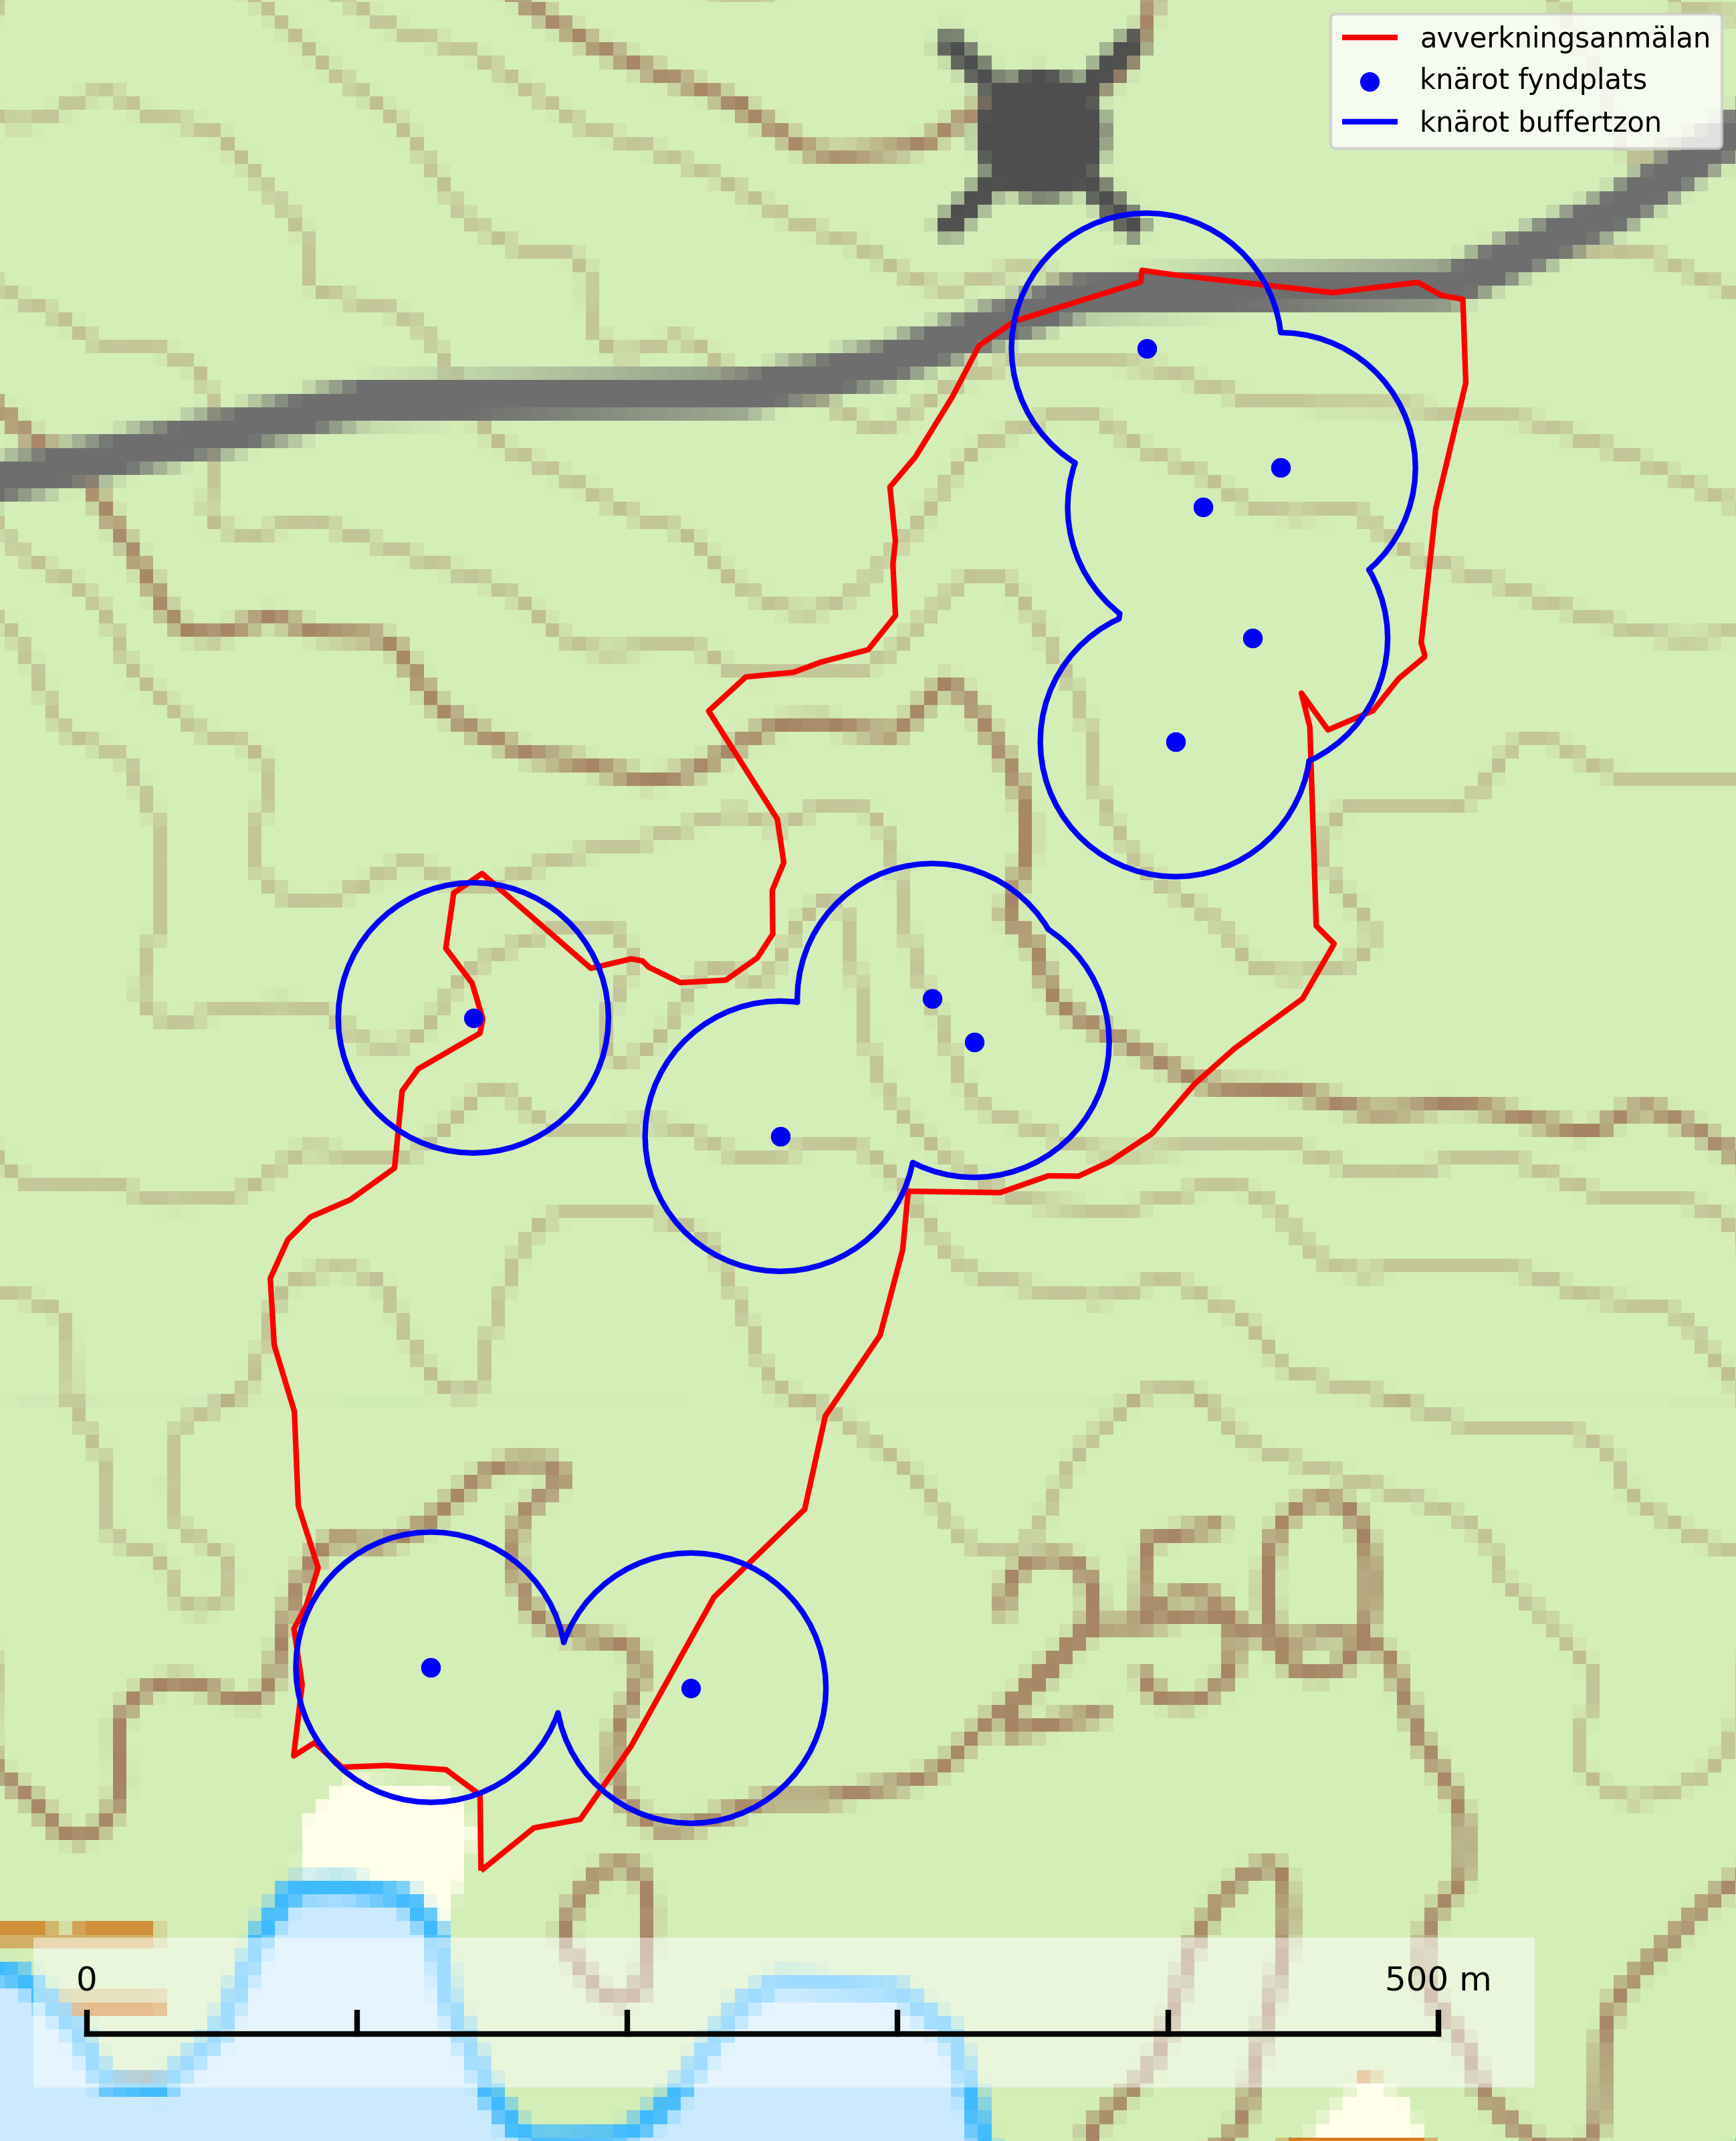 avverkningsanmälan
knärot fyndplats
knärot buffertzon
250
0 500 m